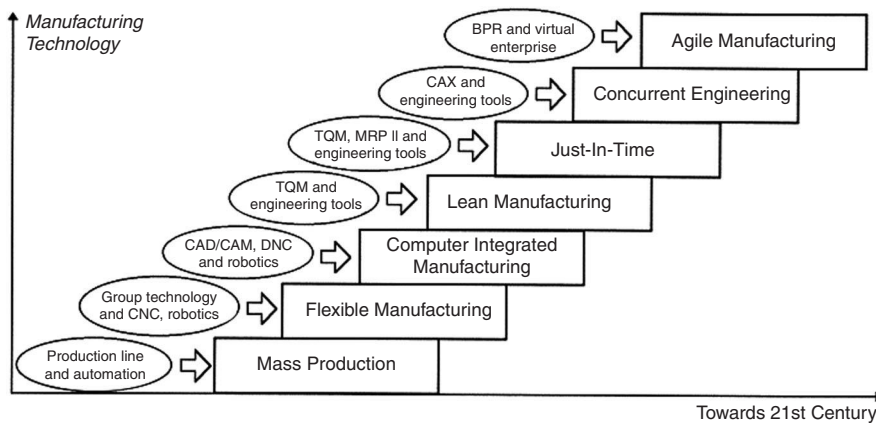 Manufacturing
Technology
BPR and virtual
enterprise
Agile Manufacturing
CAX and
engineering tools
Concurrent Engineering
TQM, MRP II and
engineering tools
Just-In-Time
TQM and
engineering tools
Lean Manufacturing
CAD/CAM, DNC
and robotics
Computer Integrated
Manufacturing
Group technology
and CNC, robotics
Flexible Manufacturing
Production line
and automation
Mass Production
Towards 21st Century